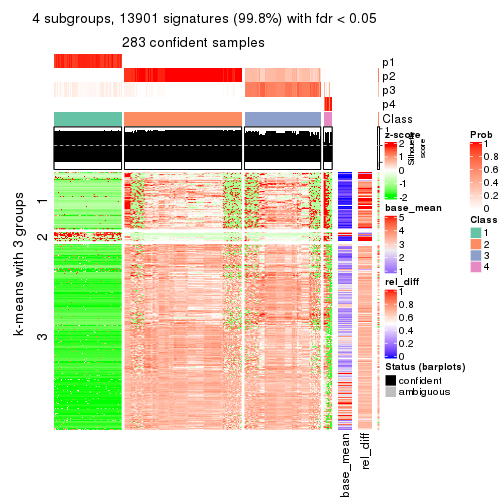 4 subgroups, 13901 signatures (99.8%) with fdr < 0.05
283 confident samples
p1
p2
p3
p4
Class
1
Silhouette
score
k-means with 3 groups
1
2
3
base_mean
rel_diff
z-score
2
1
0
-1
-2
base_mean
5
4
3
2
1
rel_diff
1
0.8
0.6
0.4
0.2
0
Status (barplots)
confident
ambiguous
Prob
1
0.8
0.6
0.4
0.2
0
Class
1
2
3
4